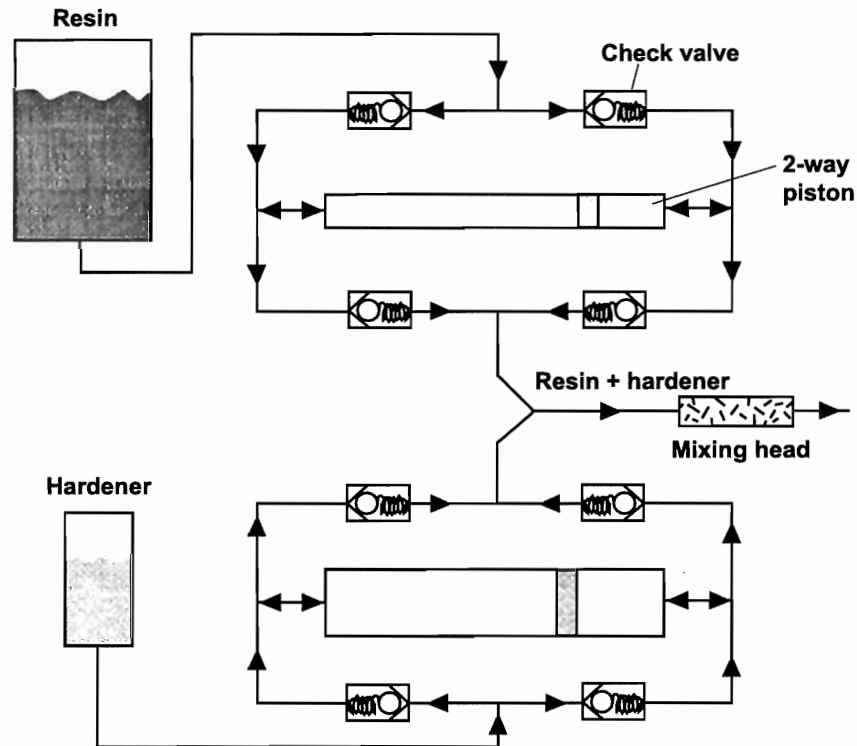 Resin
Check valve
2-way
piston
Resin + hardener
Mixing head
Hardener